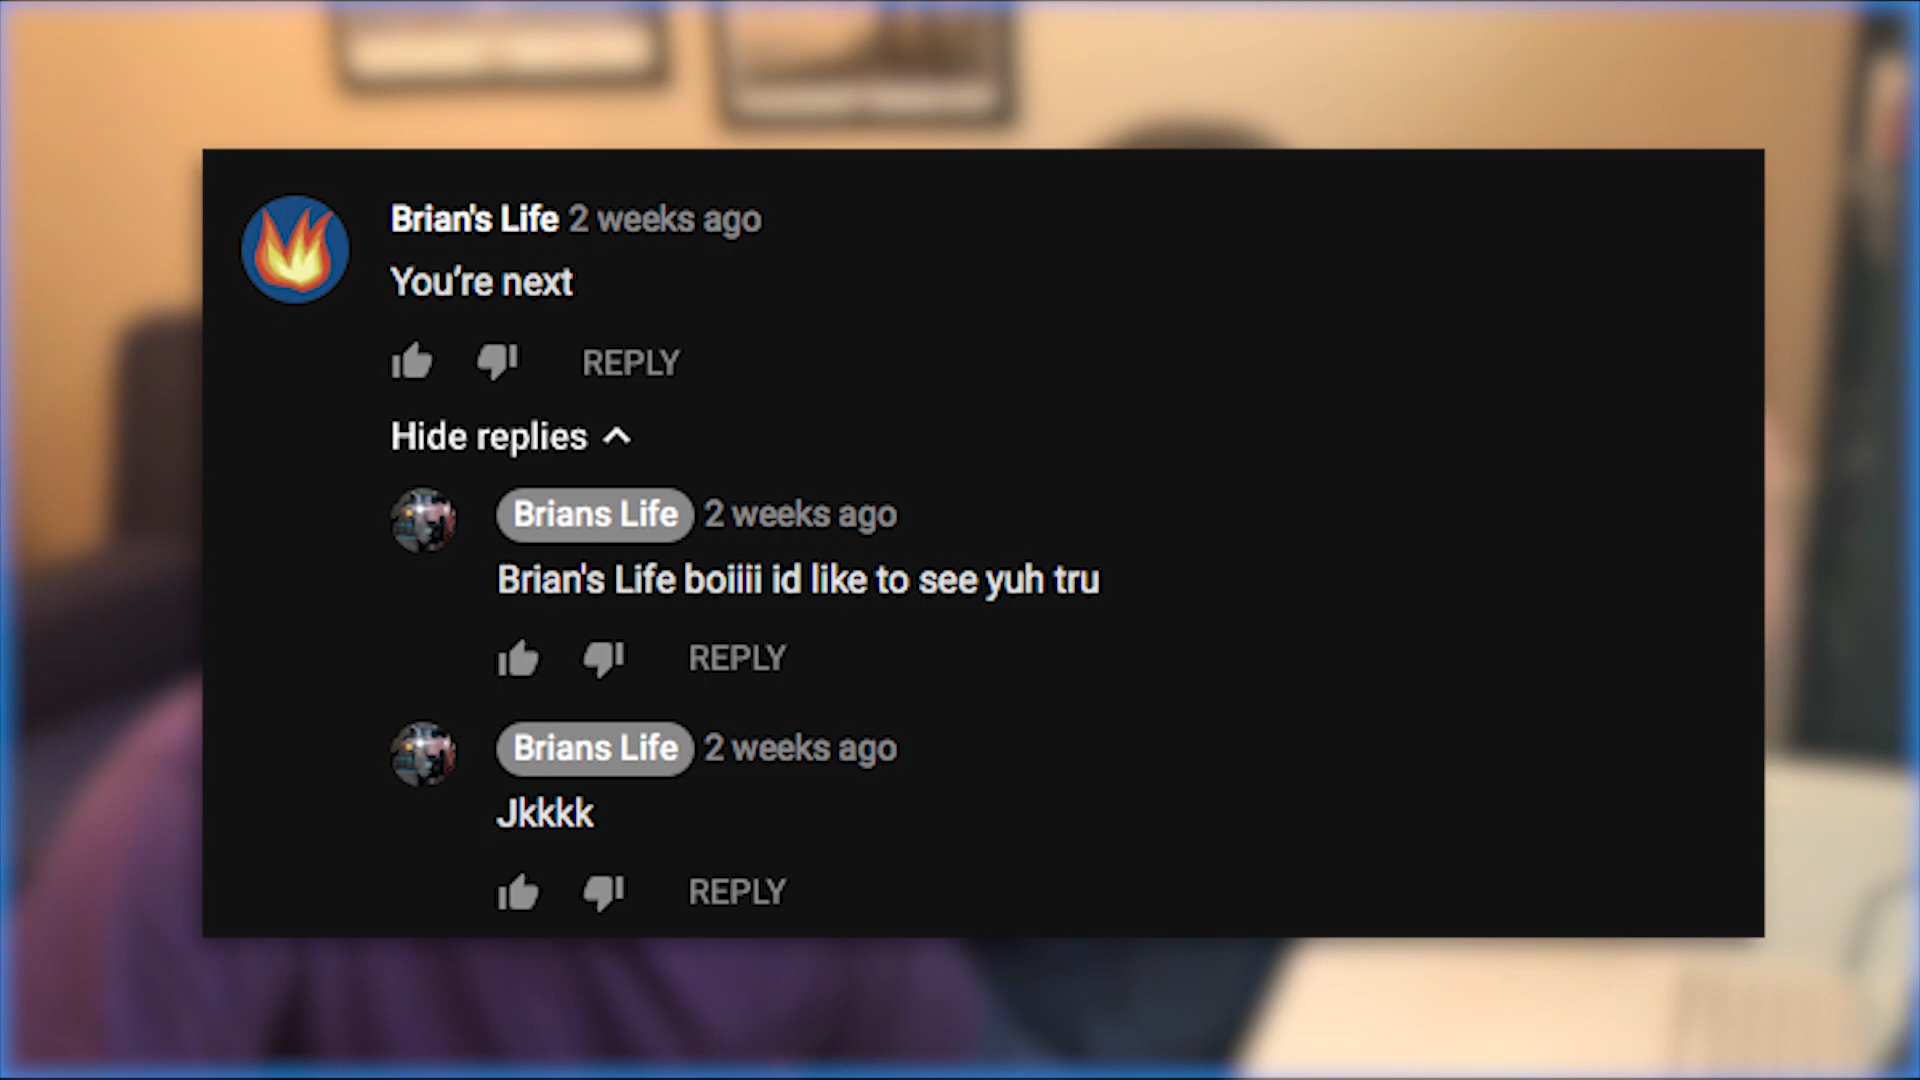 Brian's Life 2 weeks ago
You’re next
REPLY
Hide replies
Brians Life 2 weeks ago
Brian's Life boiiii id like to see yuh tru
REPLY
Brians Life 2 weeks ago
Jkkkk
REPLY